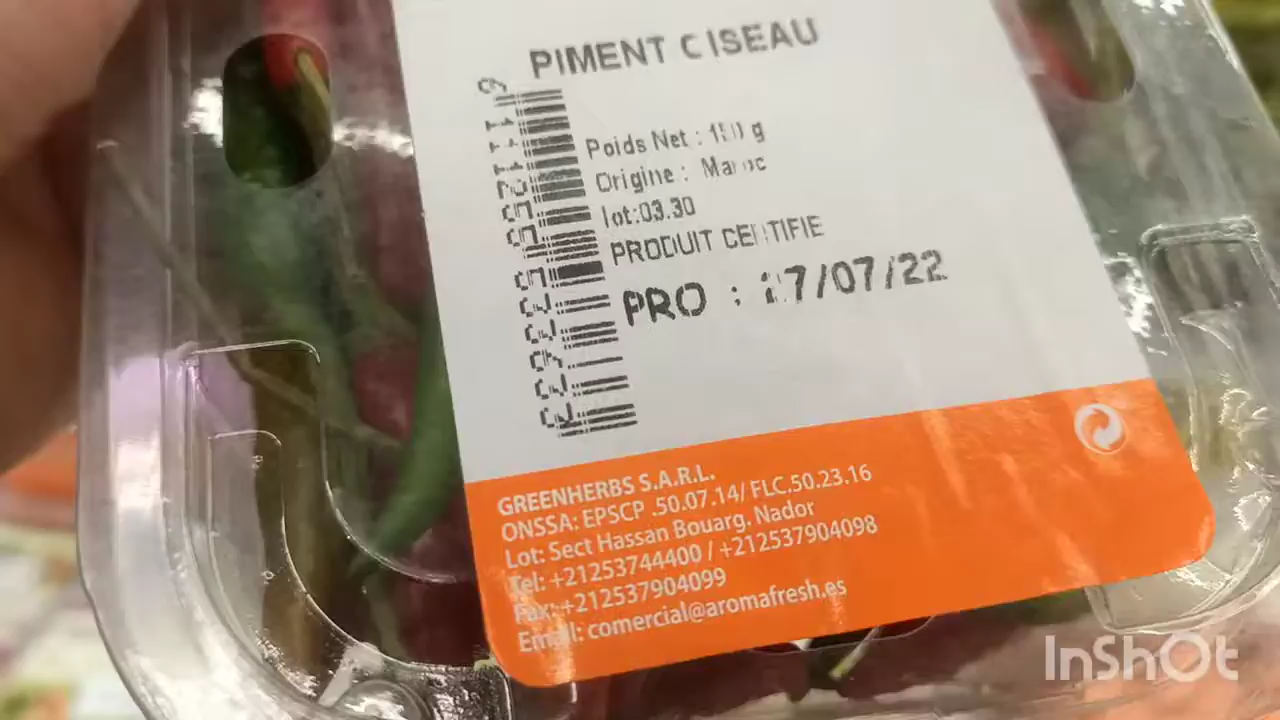 PIMENT CISEAU
Poids Net : 150 g
Origine : Maroc
lot:03.30
PRODUIT CERTIFIE
PRO : 27/07/22
GREENHERBS S.A.R.L.
ONSSA: EPSCP .50.07.14/ FLC.50.23.16
Lot: Sect Hassan Bouarg. Nador
Tel: +21253744400 / +212537904098
Fax: +212537904099
Email: comercial@aromafresh.es
InShOt